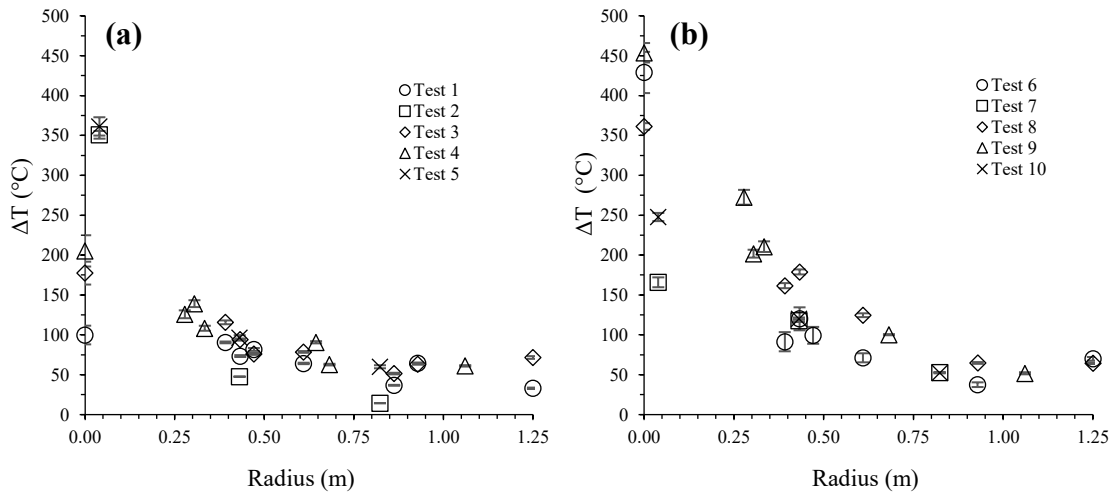 (a)
500
450
400
350
300
250
200
150
100
50
0
ΔT (°C)
0.00 0.25 0.50 0.75 1.00 1.25
Radius (m)
Test 1
Test 2
Test 3
Test 4
Test 5
(b)
500
450
400
350
300
250
200
150
100
50
0
ΔT (°C)
0.00 0.25 0.50 0.75 1.00 1.25
Radius (m)
Test 6
Test 7
Test 8
Test 9
Test 10